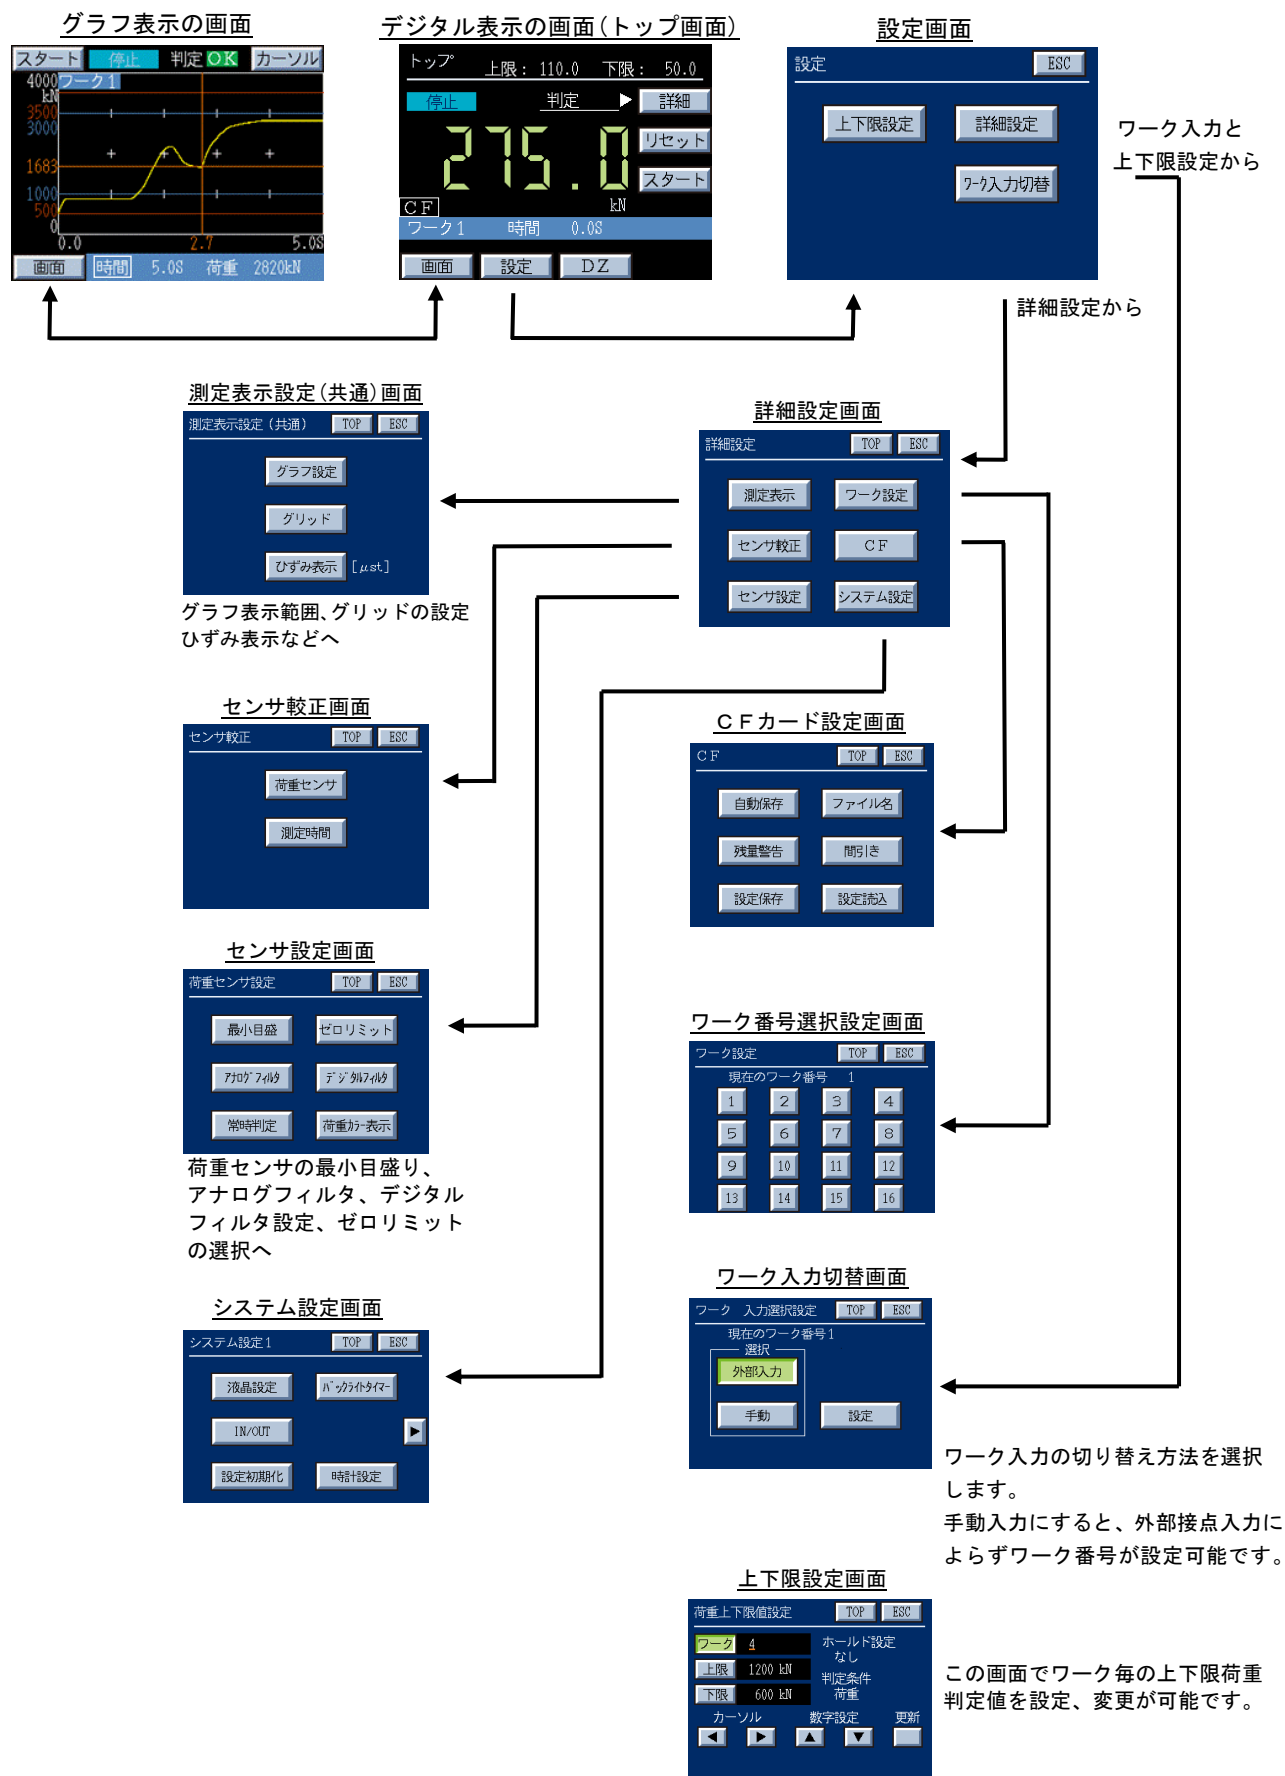 グラフ表示の画面
スタート 停止 判定 OK カーソル
4000 ワーク1
kN
3500
3000
1683
1000
500
0
0.0 2.7 5.0S
画面 時間 5.0S 荷重 2820kN
デジタル表示の画面(トップ画面)
トップ 上限: 110.0 下限: 50.0
停止 判定 ▶ 詳細
275.0
リセット
スタート
CF kN
ワーク1 時間 0.0S
画面 設定 DZ
設定画面
設定 ESC
上下限設定 詳細設定
ワーク入力切替
ワーク入力と
上下限設定から
詳細設定から
測定表示設定(共通)画面
測定表示設定(共通) TOP ESC
グラフ設定
グリッド
ひずみ表示 [μst]
グラフ表示範囲、グリッドの設定
ひずみ表示などへ
詳細設定画面
詳細設定 TOP ESC
測定表示 ワーク設定
センサ較正 CF
センサ設定 システム設定
センサ較正画面
センサ較正 TOP ESC
荷重センサ
測定時間
CFカード設定画面
CF TOP ESC
自動保存 ファイル名
残量警告 間引き
設定保存 設定読込
センサ設定画面
荷重センサ設定 TOP ESC
最小目盛 ゼロリミット
アナログフィルタ デジタルフィルタ
常時判定 荷重カラー表示
荷重センサの最小目盛り、
アナログフィルタ、デジタル
フィルタ設定、ゼロリミット
の選択へ
ワーク番号選択設定画面
ワーク設定 TOP ESC
現在のワーク番号 1
1 2 3 4
5 6 7 8
9 10 11 12
13 14 15 16
システム設定画面
システム設定1 TOP ESC
液晶設定 バックライトタイマー
IN/OUT ▶
設定初期化 時計設定
ワーク入力切替画面
ワーク 入力選択設定 TOP ESC
現在のワーク番号1
選択
外部入力
手動 設定
ワーク入力の切り替え方法を選択
します。
手動入力にすると、外部接点入力に
よらずワーク番号が設定可能です。
上下限設定画面
荷重上下限値設定 TOP ESC
ワーク 4 ホールド設定
なし
上限 1200 kN 判定条件
下限 600 kN 荷重
カーソル 数字設定 更新
◀ ▶ ▲ ▼
この画面でワーク毎の上下限荷重
判定値を設定、変更が可能です。